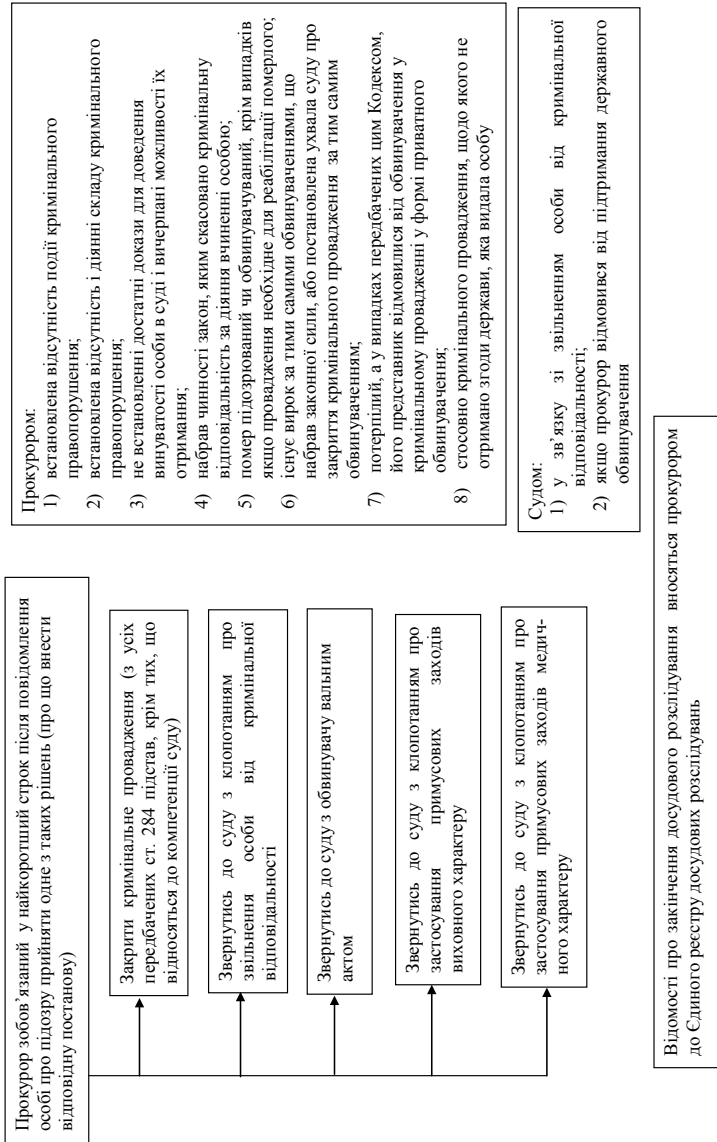 Прокурор зобов’язаний у найкоротший строк після повідомлення
особі про підозру прийняти одне з таких рішень (про що внести
відповідну постанову)
Закрити кримінальне провадження (з усіх
передбачених ст. 284 підстав, крім тих, що
відносяться до компетенції суду)
Звернутись до суду з клопотанням про
звільнення особи від кримінальної
відповідальності
Звернутись до суду з обвинувачу вальним
актом
Звернутись до суду з клопотанням про
застосування примусових заходів
виховного характеру
Звернутись до суду з клопотанням про
застосування примусових заходів медич-
ного характеру
Прокурором:
1) встановлена відсутність події кримінального
правопорушення;
2) встановлена відсутність і діянні складу кримінального
правопорушення;
3) не встановленні достатні докази для доведення
винуватості особи в суді і вичерпані можливості їх
отримання;
4) набрав чинності закон, яким скасовано кримінальну
відповідальність за діяння вчиненні особою;
5) помер підозрюваний чи обвинувачуваний, крім випадків
якщо провадження необхідне для реабілітації померлого;
6) існує вирок за тими самими обвинуваченнями, що
набрав законної сили, або постановлена ухвала суду про
закриття кримінального провадження за тим самим
обвинуваченням;
7) потерпілий, а у випадках передбачених цим Кодексом,
його представник відмовилися від обвинувачення у
кримінальному провадженні у формі приватного
обвинувачення;
8) стосовно кримінального провадження, щодо якого не
отримано згоди держави, яка видала особу
Судом:
1) у зв’язку зі звільненням особи від кримінальної
відповідальності;
2) якщо прокурор відмовився від підтримання державного
обвинувачення
Відомості про закінчення досудового розслідування вносяться прокурором
до Єдиного реєстру досудових розслідувань